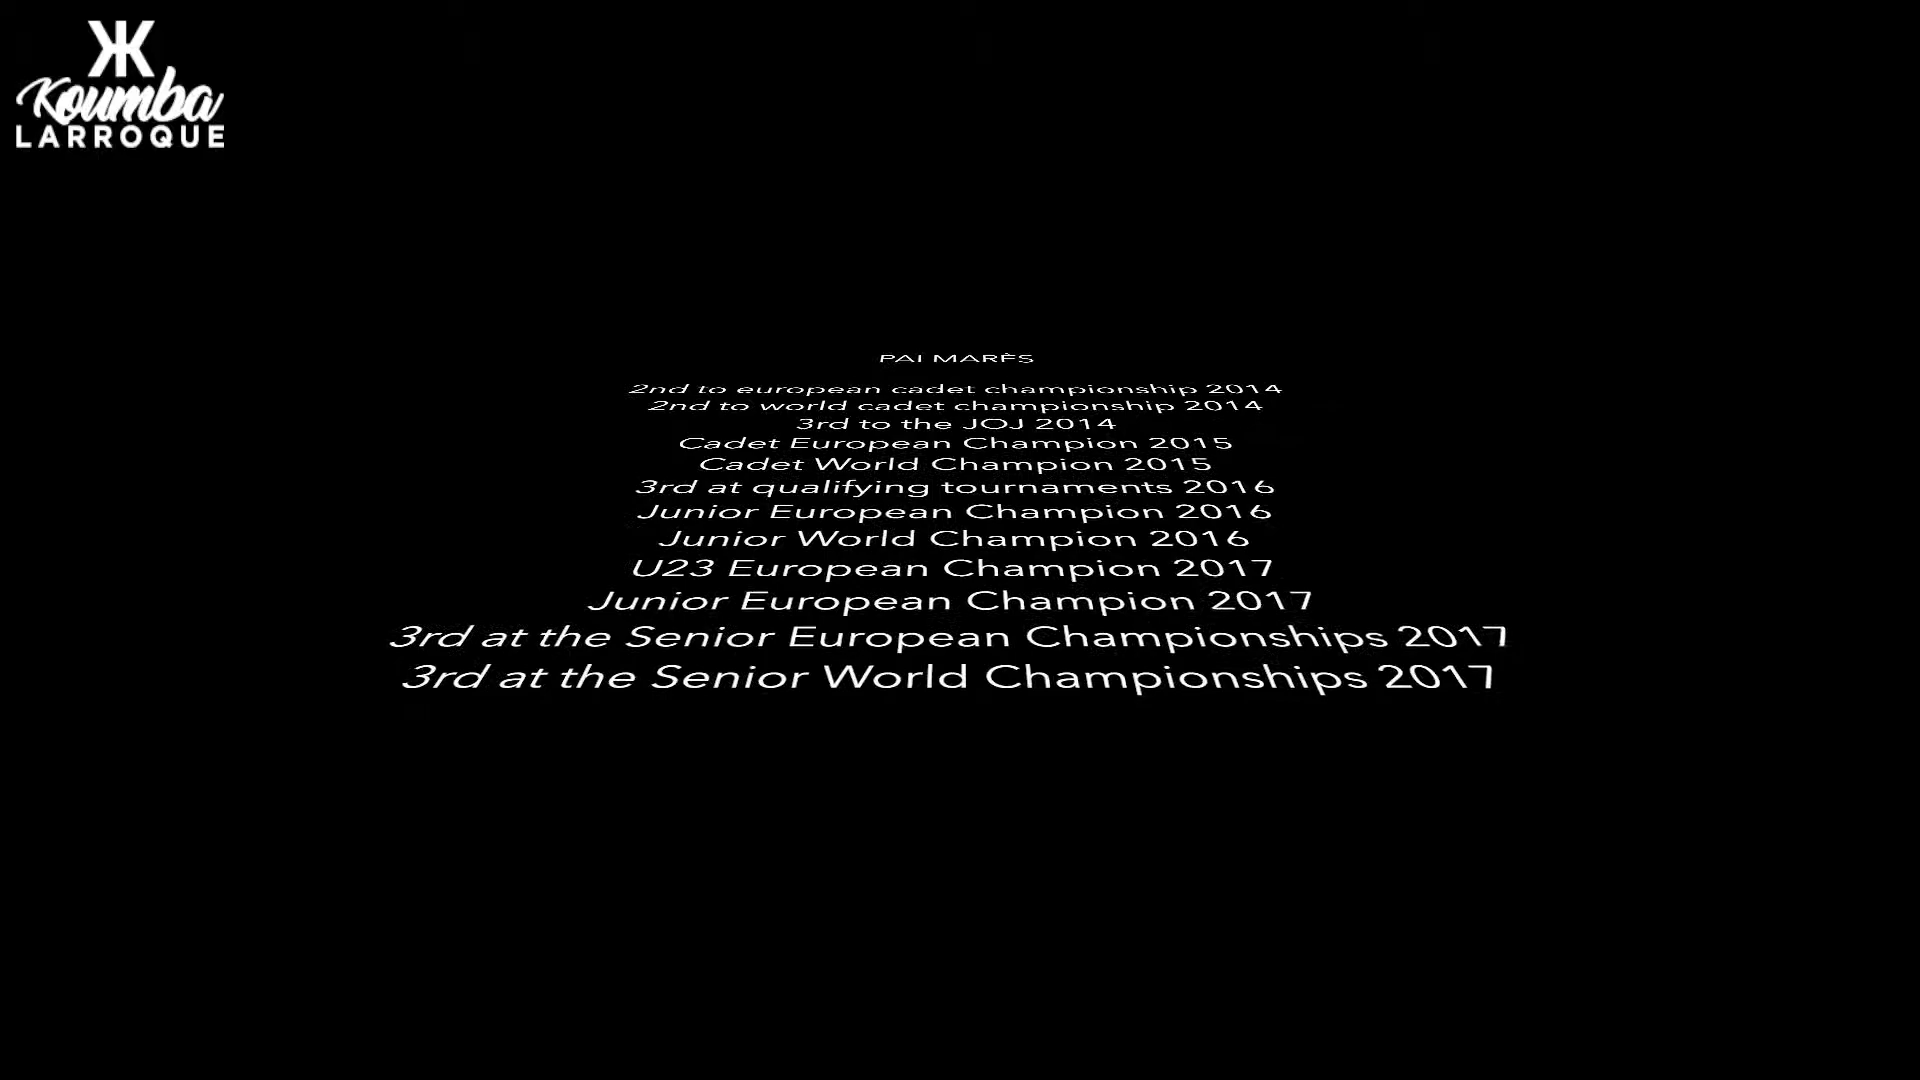 KK
Koumba
LARROQUE
PALMARÈS
2nd to european cadet championship 2014
2nd to world cadet championship 2014
3rd to the JOJ 2014
Cadet European Champion 2015
Cadet World Champion 2015
3rd at qualifying tournaments 2016
Junior European Champion 2016
Junior World Champion 2016
U23 European Champion 2017
Junior European Champion 2017
3rd at the Senior European Championships 2017
3rd at the Senior World Championships 2017